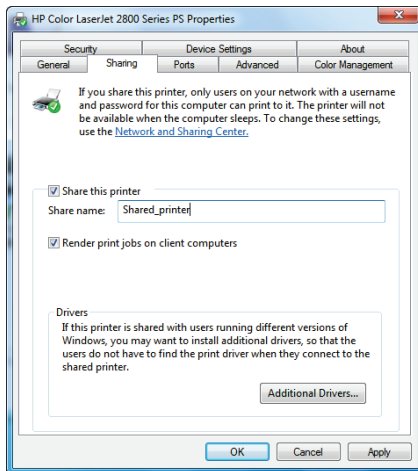 HP Color LaserJet 2800 Series PS Properties
Security Device Settings About
General Sharing Ports Advanced Color Management
If you share this printer, only users on your network with a username
and password for this computer can print to it. The printer will not
be available when the computer sleeps. To change these settings,
use the Network and Sharing Center.
Share this printer
Share name: Shared_printer
Render print jobs on client computers
Drivers
If this printer is shared with users running different versions of
Windows, you may want to install additional drivers, so that the
users do not have to find the print driver when they connect to the
shared printer.
Additional Drivers...
OK Cancel Apply